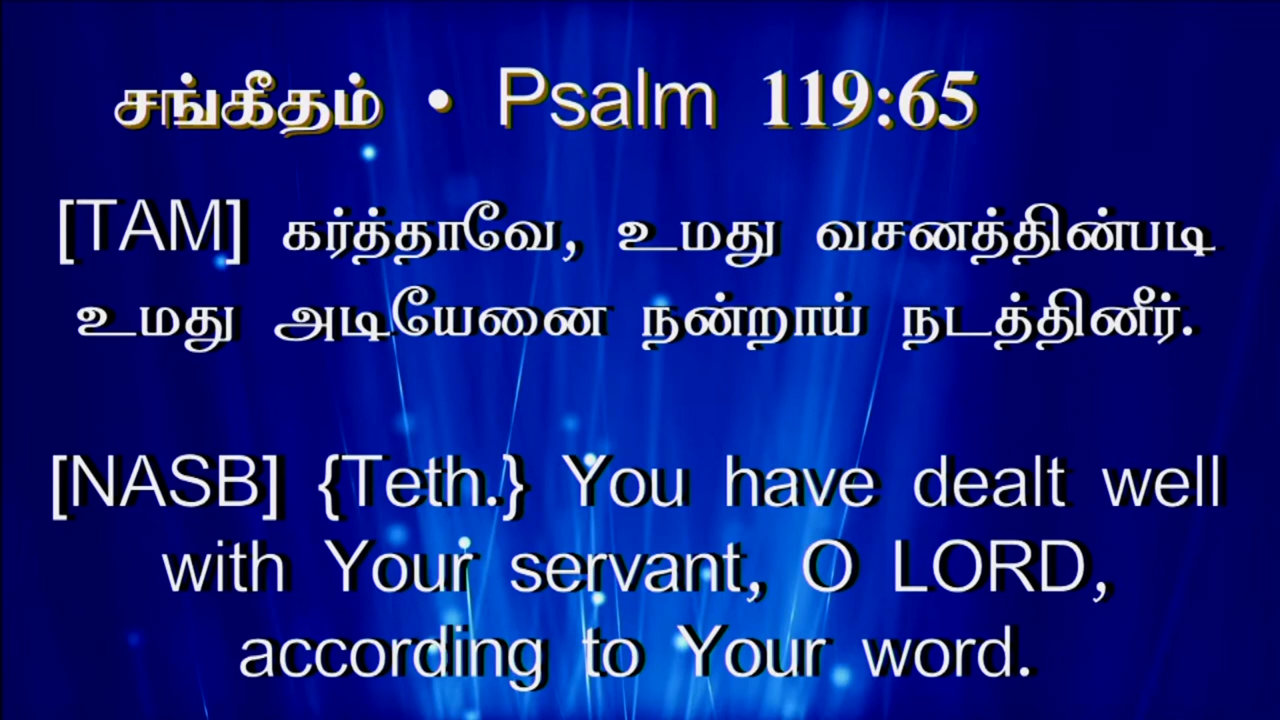 சங்கீதம் • Psalm 119:65
[TAM] கர்த்தாவே, உமது வசனத்தின்படி
உமது அடியேனை நன்றாய் நடத்தினீர்.
[NASB] {Teth.} You have dealt well
with Your servant, O LORD,
according to Your word.